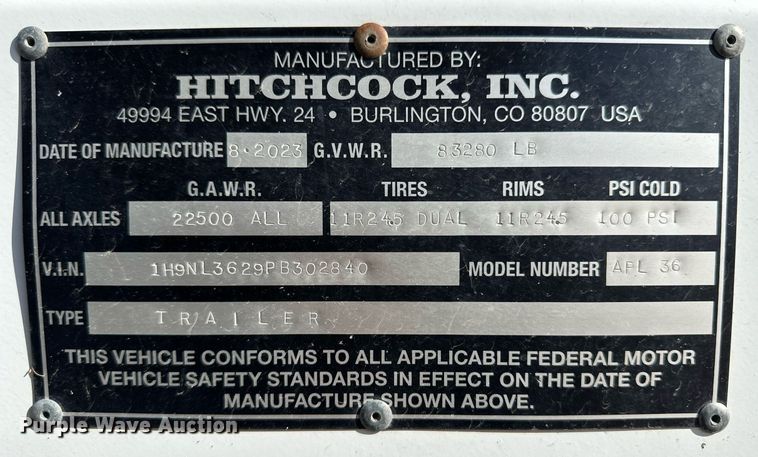 MANUFACTURED BY:
HITCHCOCK, INC.
49994 EAST HWY. 24 • BURLINGTON, CO 80807 USA
DATE OF MANUFACTURE 8·2023 G.V.W.R. 83280 LB
G.A.W.R. TIRES RIMS PSI COLD
ALL AXLES 22500 ALL 11R245 DUAL 11R245 100 PSI
V.I.N. 1H9NL3629PB302840 MODEL NUMBER APL 36
TYPE TRAILER
THIS VEHICLE CONFORMS TO ALL APPLICABLE FEDERAL MOTOR
VEHICLE SAFETY STANDARDS IN EFFECT ON THE DATE OF
MANUFACTURE SHOWN ABOVE.
Purple Wave Auction